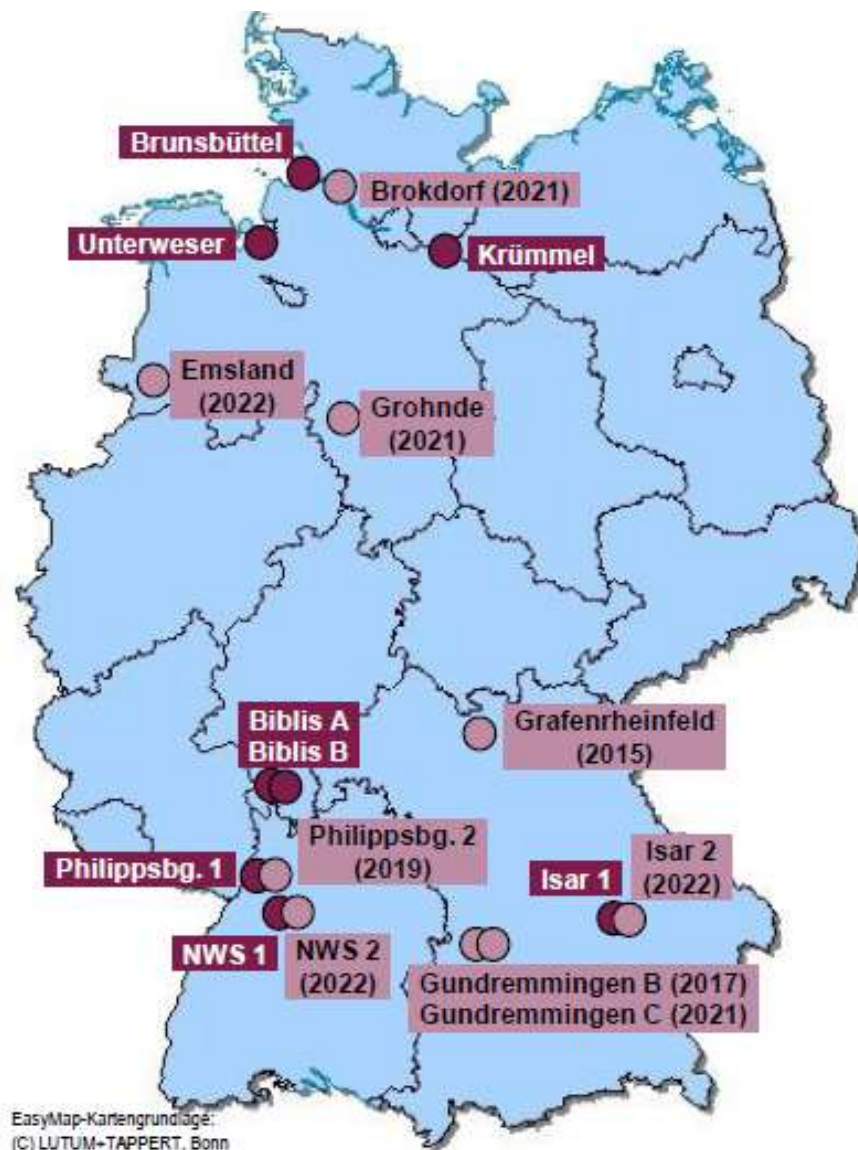 Brunsbüttel
Brokdorf (2021)
Unterweser
Krümmel
Emsland
(2022)
Grohnde
(2021)
Biblis A
Biblis B
Grafenrheinfeld
(2015)
Philippsbg. 2
(2019)
Philippsbg. 1
Isar 2
(2022)
Isar 1
NWS 1
NWS 2
(2022)
Gundremmingen B (2017)
Gundremmingen C (2021)
EasyMap-Kartengrundlage:
(C) LUTUM+TAPPERT, Bonn